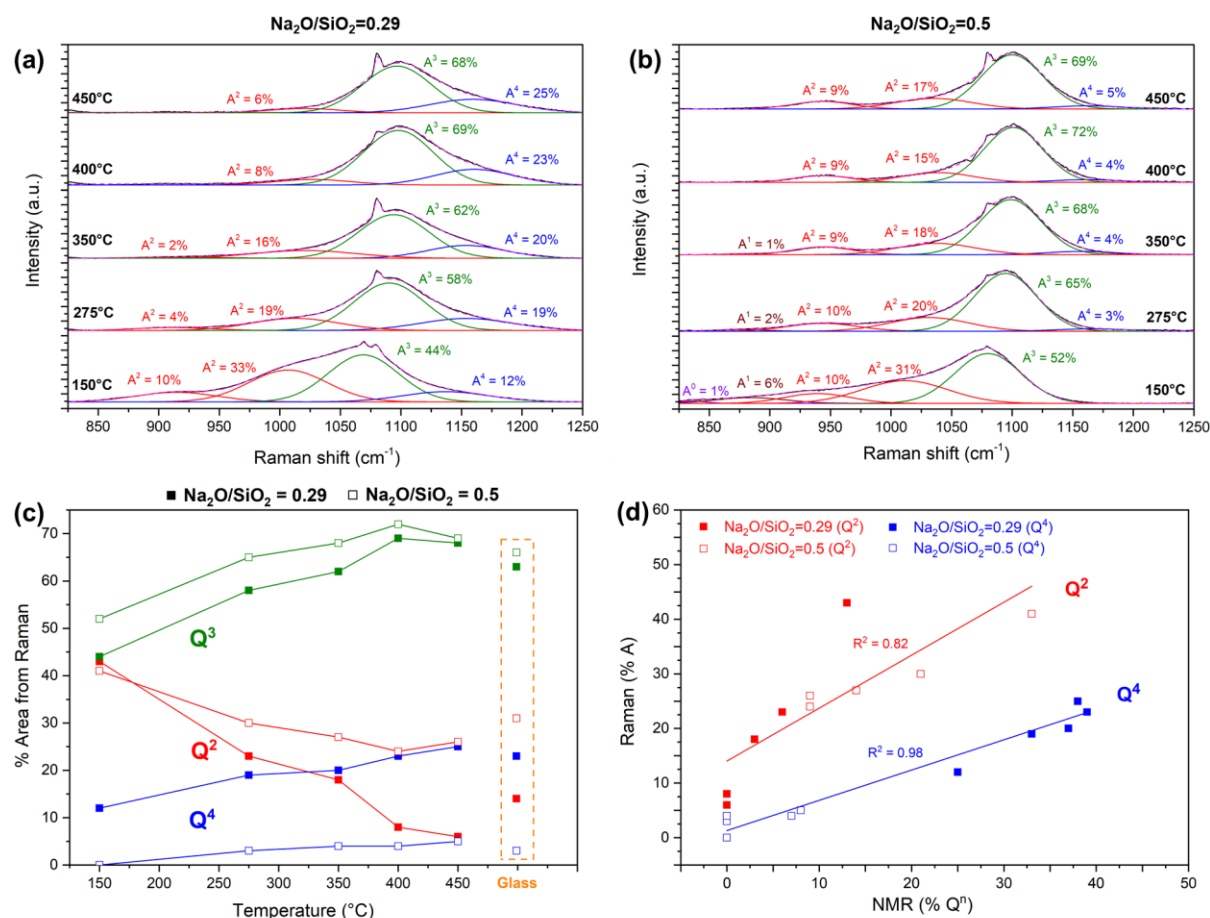 Na₂O/SiO₂=0.29
(a)
450°C
A² = 6%
A³ = 68%
A⁴ = 25%
400°C
A² = 8%
A³ = 69%
A⁴ = 23%
350°C
A² = 2%
A² = 16%
A³ = 62%
A⁴ = 20%
275°C
A² = 4%
A² = 19%
A³ = 58%
A⁴ = 19%
150°C
A² = 10%
A² = 33%
A³ = 44%
A⁴ = 12%
Intensity (a.u.)
850 900 950 1000 1050 1100 1150 1200 1250
Raman shift (cm⁻¹)
Na₂O/SiO₂=0.5
(b)
A² = 9%
A² = 17%
A³ = 69%
A⁴ = 5%
450°C
A² = 9%
A² = 15%
A³ = 72%
A⁴ = 4%
400°C
A¹ = 1%
A² = 9%
A² = 18%
A³ = 68%
A⁴ = 4%
350°C
A¹ = 2%
A² = 10%
A² = 20%
A³ = 65%
A⁴ = 3%
275°C
A⁰ = 1%
A¹ = 6%
A² = 10%
A² = 31%
A³ = 52%
150°C
Intensity (a.u.)
850 900 950 1000 1050 1100 1150 1200 1250
Raman shift (cm⁻¹)
(c)
Na₂O/SiO₂ = 0.29
Na₂O/SiO₂ = 0.5
% Area from Raman
70
60
50
40
30
20
10
0
Q³
Q²
Q⁴
Glass
150 200 250 300 350 400 450
Temperature (°C)
(d)
Na₂O/SiO₂=0.29 (Q²)
Na₂O/SiO₂=0.29 (Q⁴)
Na₂O/SiO₂=0.5 (Q²)
Na₂O/SiO₂=0.5 (Q⁴)
Raman (% A)
60
50
40
30
20
10
0
Q²
R² = 0.82
Q⁴
R² = 0.98
0 10 20 30 40 50
NMR (% Qⁿ)